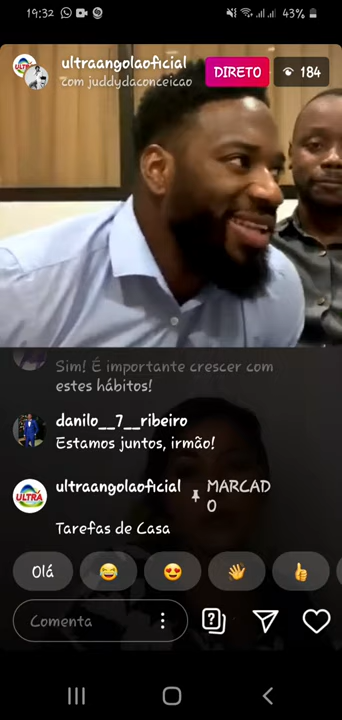 19:32
43%
ultraangolaoficial
com juddydaconceicao
DIRETO
184
Sim! É importante crescer com
estes hábitos!
danilo__7__ribeiro
Estamos juntos, irmão!
ULTRA
ultraangolaoficial
MARCAD
O
Tarefas de Casa
Olá
Comenta